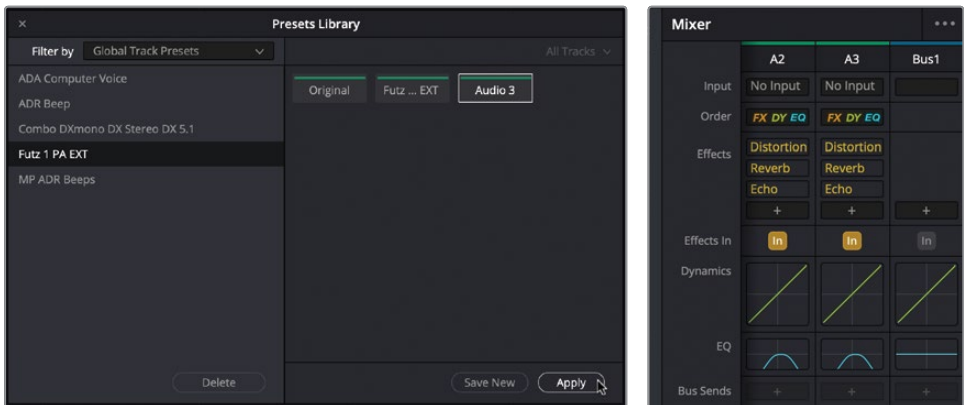 Presets Library
Filter by Global Track Presets
All Tracks
ADA Computer Voice
ADR Beep
Combo DXmono DX Stereo DX 5.1
Futz 1 PA EXT
MP ADR Beeps
Original Futz ... EXT Audio 3
Delete Save New Apply
Mixer
A2 A3 Bus1
Input No Input No Input
Order FX DY EQ FX DY EQ
Effects Distortion Distortion
Reverb Reverb
Echo Echo
+ + +
Effects In In In In
Dynamics
EQ
Bus Sends + + +